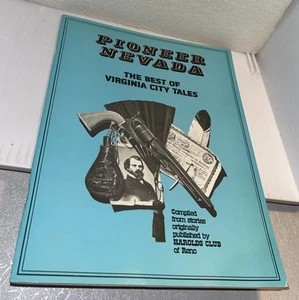 PIONEER
NEVADA
THE BEST OF
VIRGINIA CITY TALES
Compiled
from stories
originally
published by
HAROLDS CLUB
of Reno